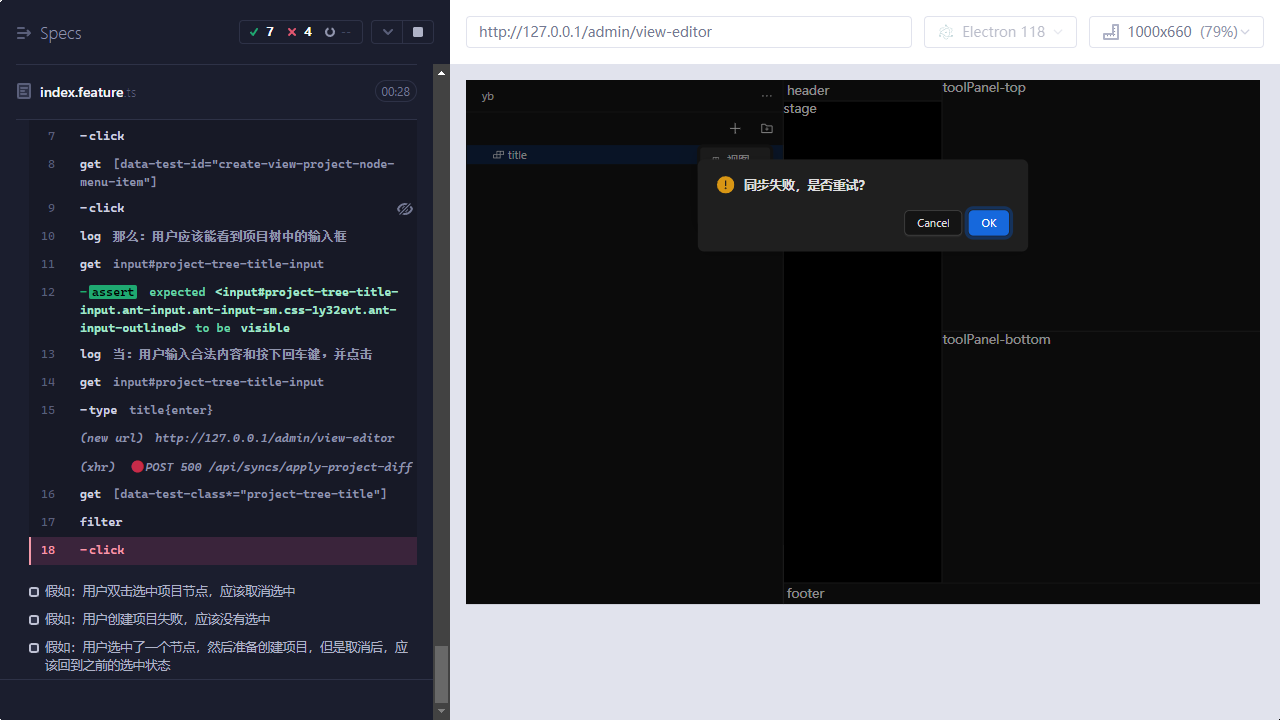 Specs
7
4
--
index.feature.ts
00:28
7 -click
8 get [data-test-id="create-view-project-node-
menu-item"]
9 -click
10 log 那么: 用户应该能看到项目树中的输入框
11 get input#project-tree-title-input
12 -assert expected <input#project-tree-title-
input.ant-input.ant-input-sm.css-1y32evt.ant-
input-outlined> to be visible
13 log 当: 用户输入合法内容和按下回车键,并点击
14 get input#project-tree-title-input
15 -type title{enter}
(new url) http://127.0.0.1/admin/view-editor
(xhr) POST 500 /api/syncs/apply-project-diff
16 get [data-test-class*="project-tree-title"]
17 filter
18 -click
假如: 用户双击选中项目节点, 应该取消选中
假如: 用户创建项目失败, 应该没有选中
假如: 用户选中了一个节点, 然后准备创建项目, 但是取消后, 应
该回到之前的选中状态
http://127.0.0.1/admin/view-editor
Electron 118
1000x660 (79%)
yb
header
toolPanel-top
stage
title
视图
同步失败, 是否重试?
Cancel
OK
toolPanel-bottom
footer